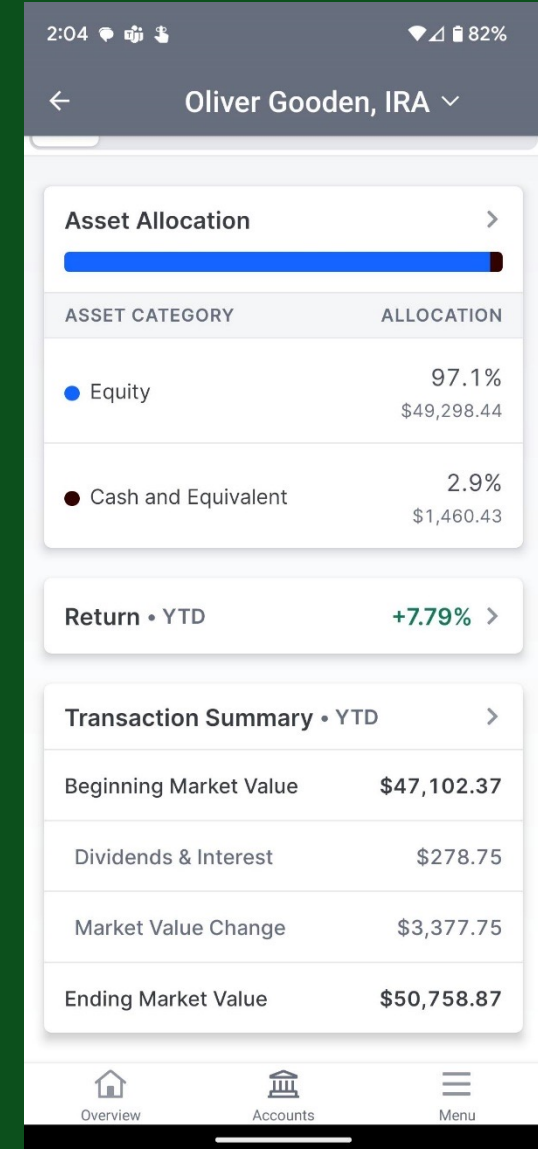 2:04 82%
Oliver Gooden, IRA
Asset Allocation
ASSET CATEGORY ALLOCATION
Equity 97.1%
$49,298.44
Cash and Equivalent 2.9%
$1,460.43
Return • YTD +7.79%
Transaction Summary • YTD
Beginning Market Value $47,102.37
Dividends & Interest $278.75
Market Value Change $3,377.75
Ending Market Value $50,758.87
Overview Accounts Menu